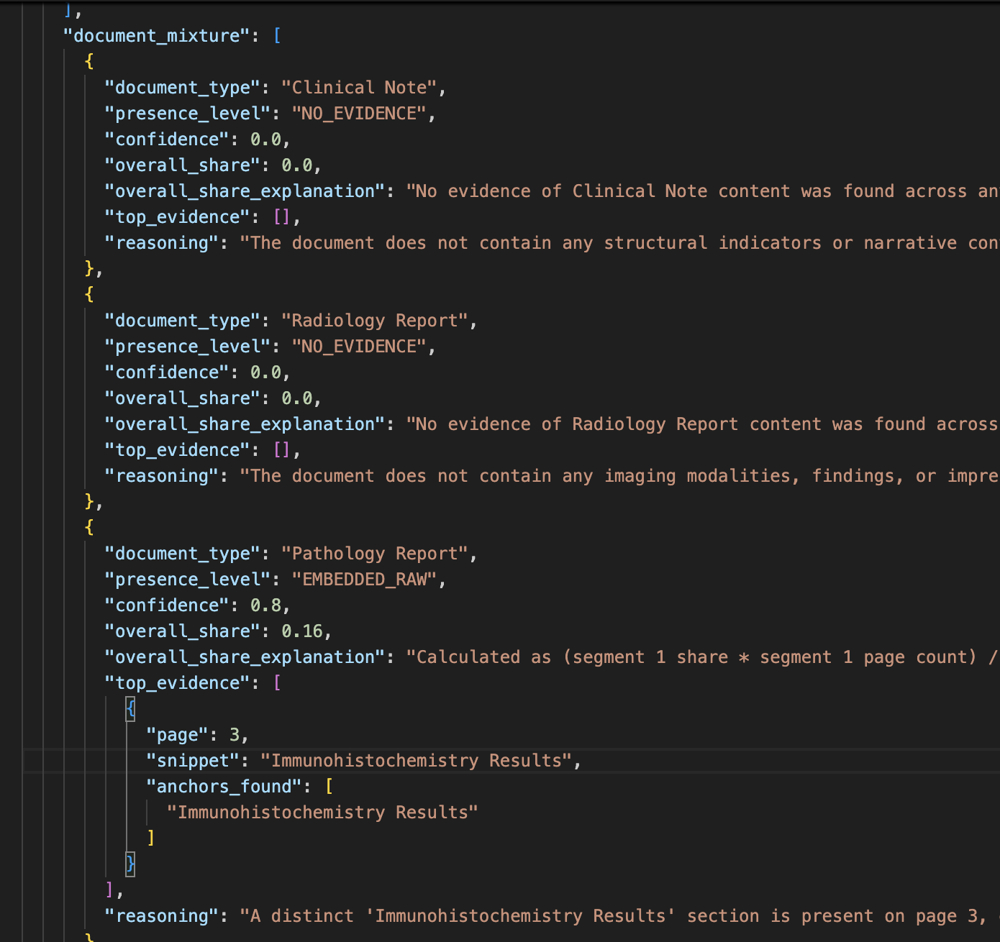 ],
"document_mixture": [
{
"document_type": "Clinical Note",
"presence_level": "NO_EVIDENCE",
"confidence": 0.0,
"overall_share": 0.0,
"overall_share_explanation": "No evidence of Clinical Note content was found across
"top_evidence": [],
"reasoning": "The document does not contain any structural indicators or narrative
},
{
"document_type": "Radiology Report",
"presence_level": "NO_EVIDENCE",
"confidence": 0.0,
"overall_share": 0.0,
"overall_share_explanation": "No evidence of Radiology Report content was found across
"top_evidence": [],
"reasoning": "The document does not contain any imaging modalities, findings, or
},
{
"document_type": "Pathology Report",
"presence_level": "EMBEDDED_RAW",
"confidence": 0.8,
"overall_share": 0.16,
"overall_share_explanation": "Calculated as (segment 1 share * segment 1 page count) /
"top_evidence": [
{
"page": 3,
"snippet": "Immunohistochemistry Results",
"anchors_found": [
"Immunohistochemistry Results"
]
}
],
"reasoning": "A distinct 'Immunohistochemistry Results' section is present on page 3,
}